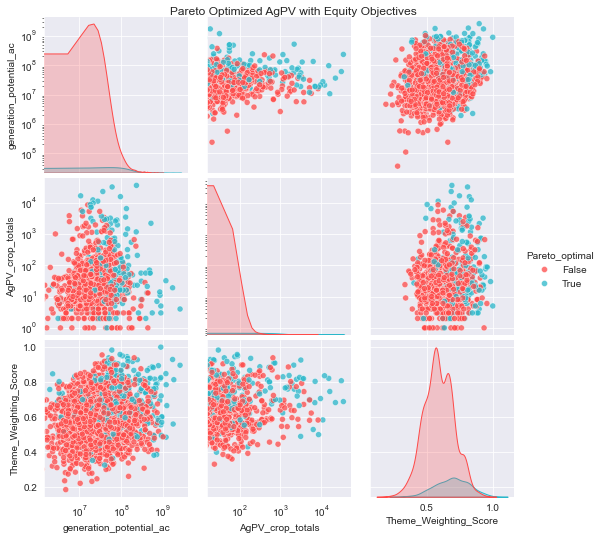 Pareto Optimized AgPV with Equity Objectives
generation_potential_ac
10⁹
10⁸
10⁷
10⁶
10⁵
AgPV_crop_totals
10⁴
10³
10²
10¹
10⁰
Pareto_optimal
False
True
Theme_Weighting_Score
1.0
0.8
0.6
0.4
0.2
10⁷ 10⁸ 10⁹
generation_potential_ac
10² 10³ 10⁴
AgPV_crop_totals
0.5 1.0
Theme_Weighting_Score